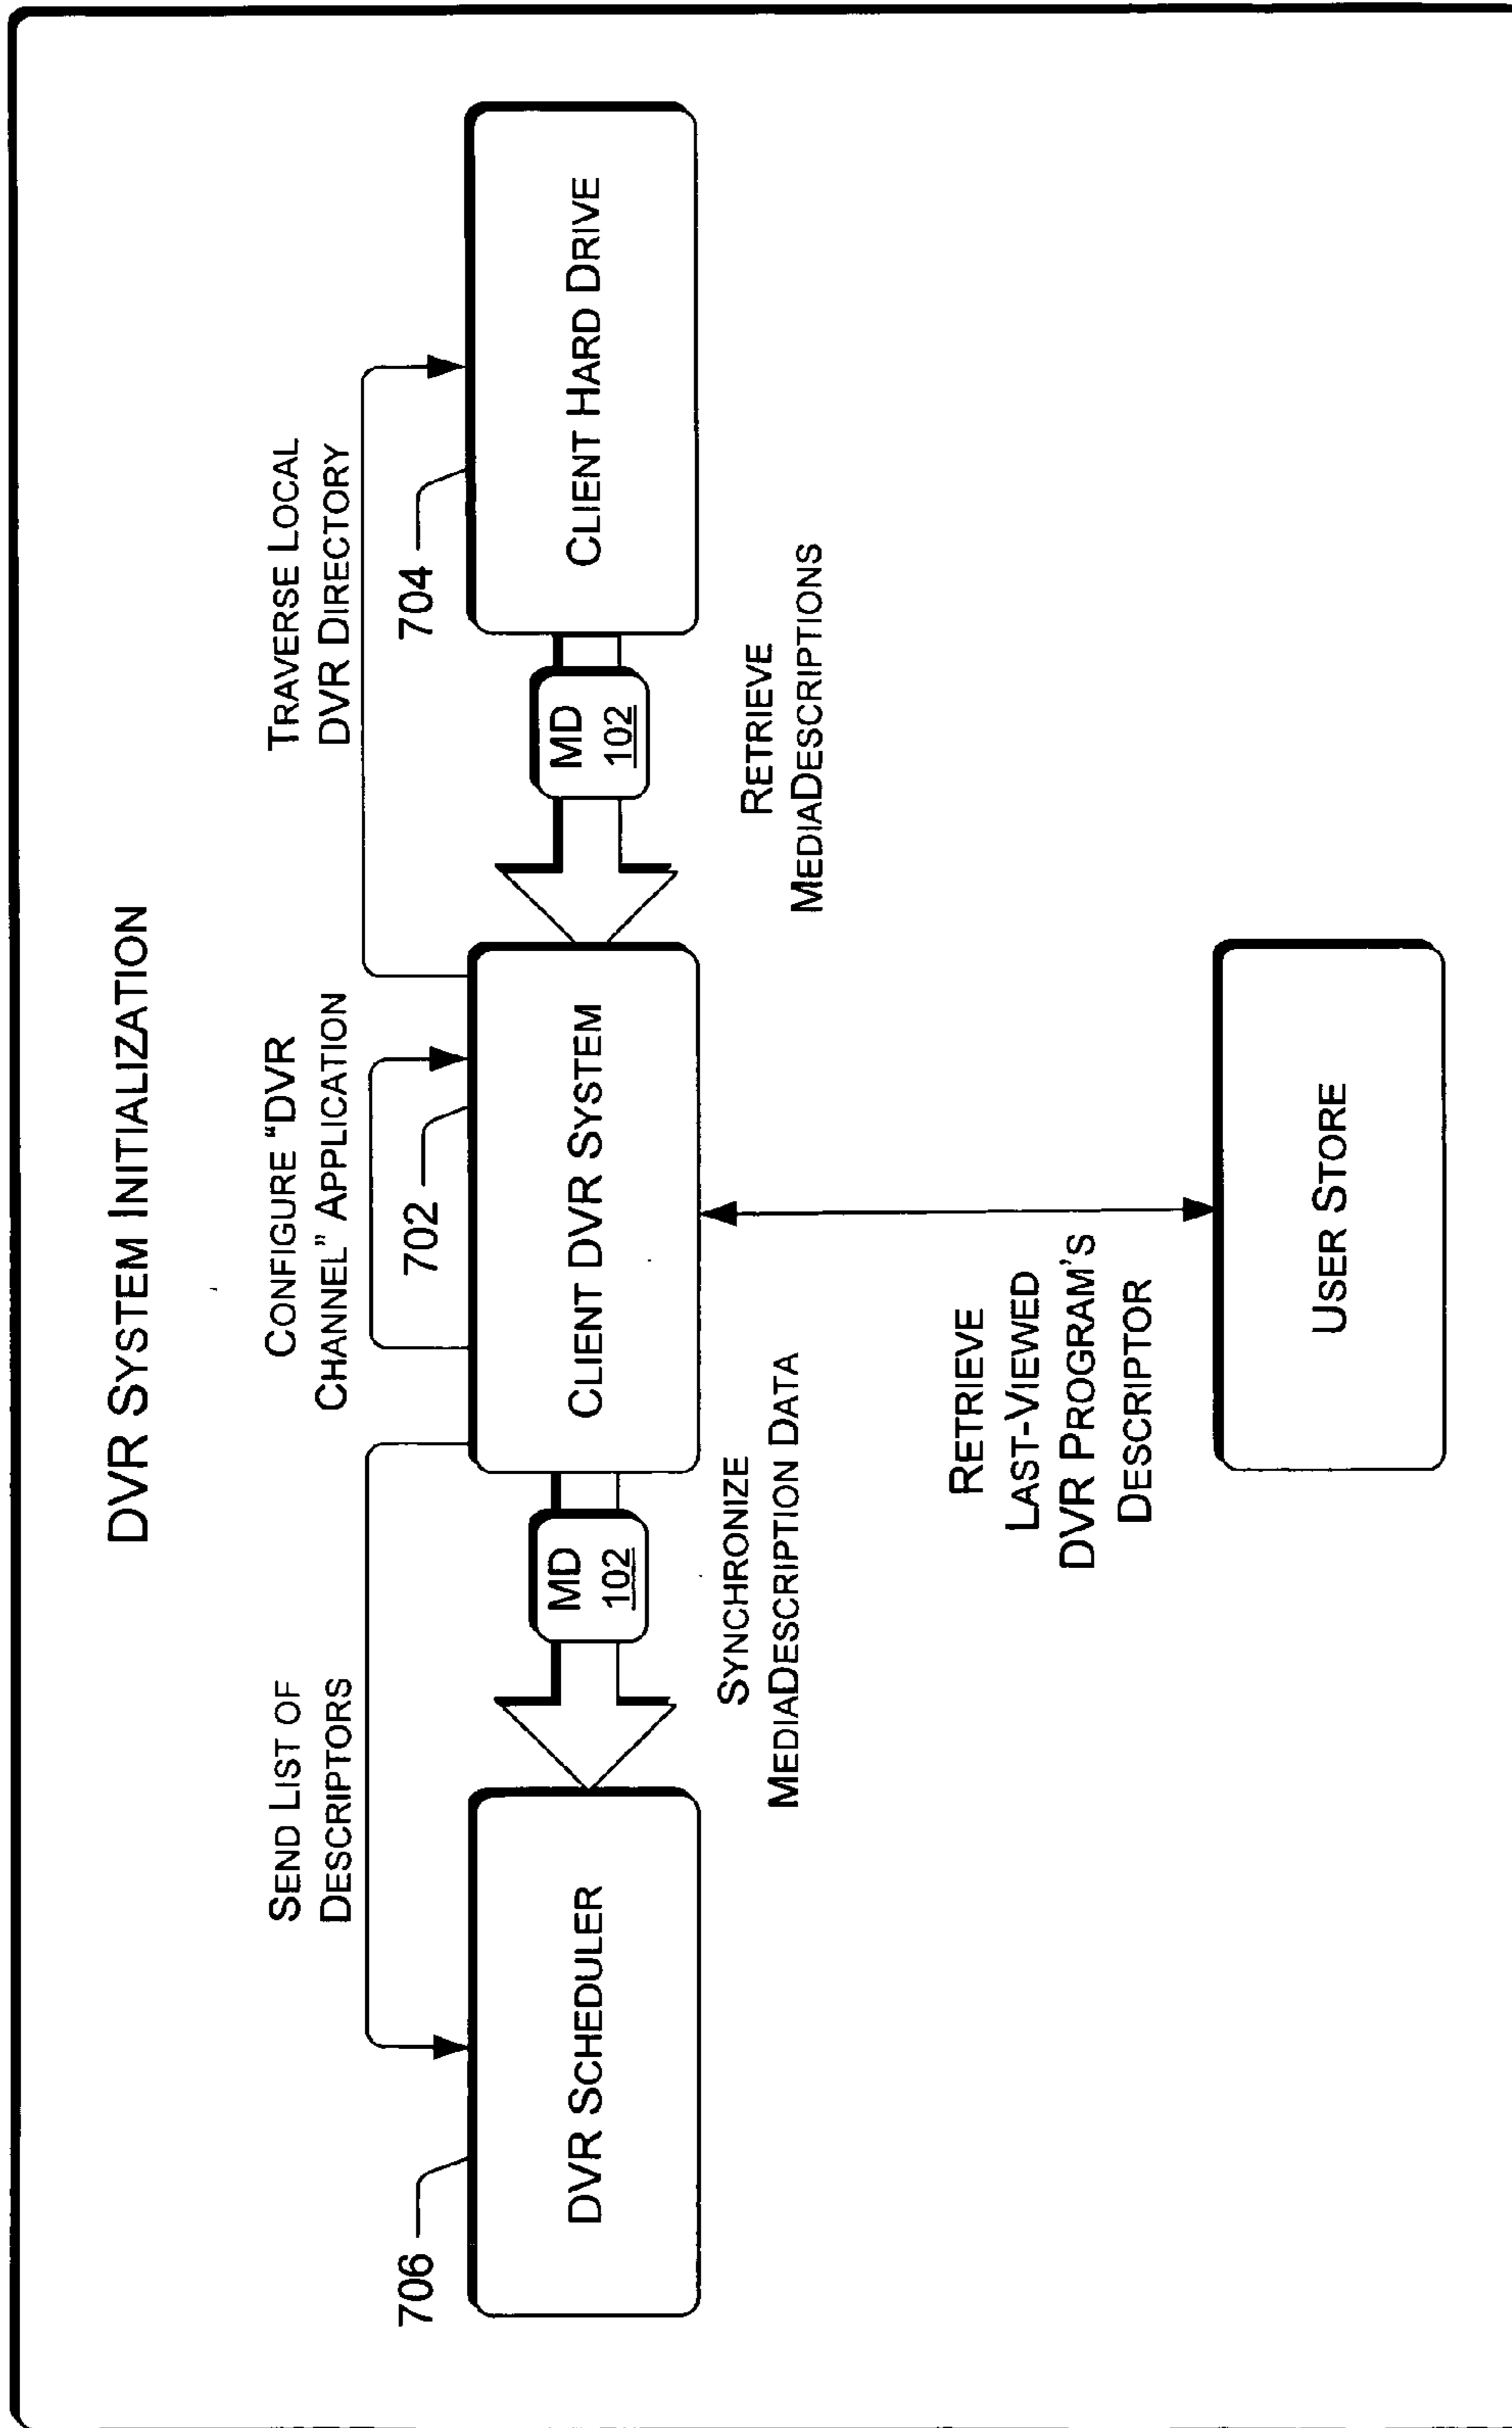 DVR SYSTEM INITIALIZATION
SEND LIST OF
DESCRIPTORS
CONFIGURE "DVR
CHANNEL" APPLICATION
TRAVERSE LOCAL
DVR DIRECTORY
706
702
704
DVR SCHEDULER
MD
102
CLIENT DVR SYSTEM
MD
102
CLIENT HARD DRIVE
SYNCHRONIZE
MEDIADESCRIPTION DATA
RETRIEVE
MEDIADESCRIPTIONS
RETRIEVE
LAST-VIEWED
DVR PROGRAM'S
DESCRIPTOR
USER STORE